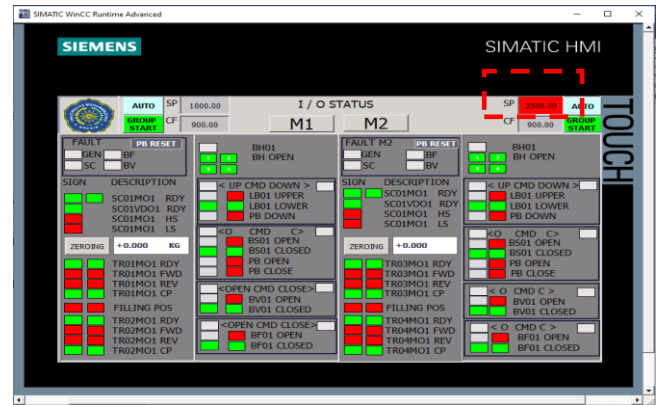 SIMATIC WinCC Runtime Advanced
SIEMENS
SIMATIC HMI
TOUCH
AUTO SP 1000.00 I / O STATUS SP 2500.00 AUTO
GROUP START CF 900.00 M1 M2 CF 900.00 GROUP START
FAULT PB RESET
GEN BF
SC BV
SIGN DESCRIPTION
SC01MO1 RDY
SC01VDO1 RDY
SC01MO1 HS
SC01MO1 LS
ZEROING +0.000 KG
TR01MO1 RDY
TR01MO1 FWD
TR01MO1 REV
TR01MO1 CP
FILLING POS
TR02MO1 RDY
TR02MO1 FWD
TR02MO1 REV
TR02MO1 CP
BH01
BH OPEN
< UP CMD DOWN >
LB01 UPPER
LB01 LOWER
PB DOWN
<O CMD C>
BS01 OPEN
BS01 CLOSED
PB OPEN
PB CLOSE
<OPEN CMD CLOSE>
BV01 OPEN
BV01 CLOSED
<OPEN CMD CLOSE>
BF01 OPEN
BF01 CLOSED
FAULT M2 PB RESET
GEN BF
SC BV
SIGN DESCRIPTION
SC01MO1 RDY
SC01VDO1 RDY
SC01MO1 HS
SC01MO1 LS
ZEROING +0.000
TR03MO1 RDY
TR03MO1 FWD
TR03MO1 REV
TR03MO1 CP
FILLING POS
TR04MO1 RDY
TR04MO1 FWD
TR04MO1 REV
TR04MO1 CP
BH01
BH OPEN
< UP CMD DOWN >
LB01 UPPER
LB01 LOWER
PB DOWN
<O CMD C>
BS01 OPEN
BS01 CLOSED
PB OPEN
PB CLOSE
< O CMD C >
BV01 OPEN
BV01 CLOSED
< O CMD C >
BF01 OPEN
BF01 CLOSED